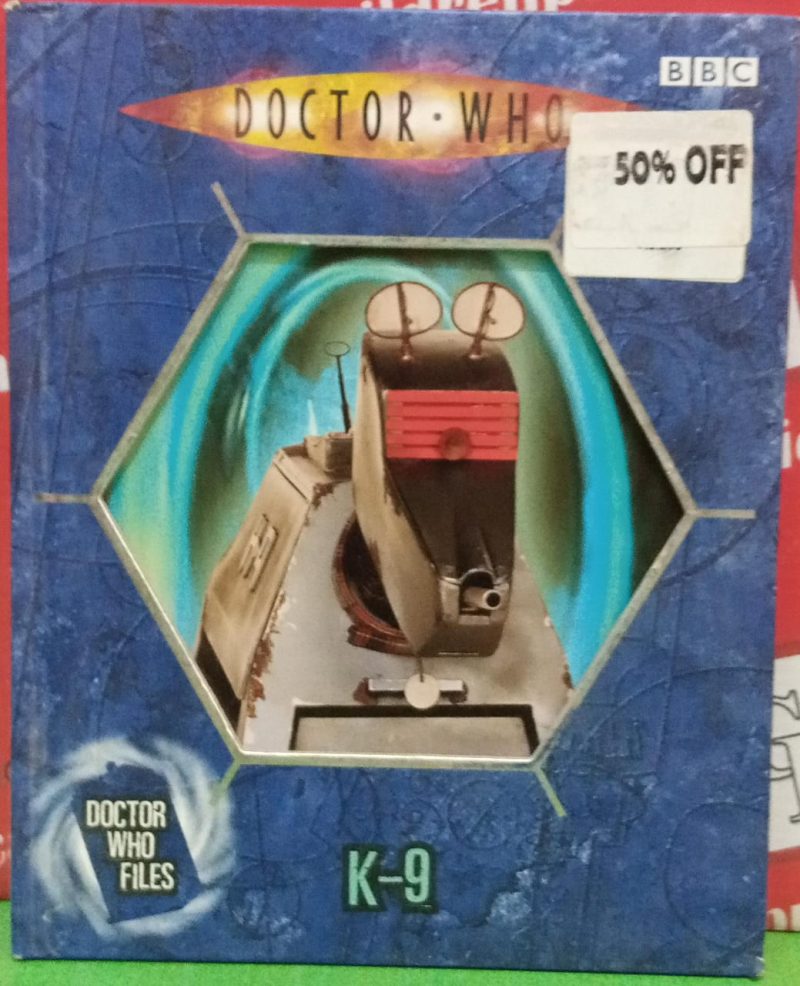 BBC
DOCTOR · WHO
50% OFF
DOCTOR
WHO
FILES
K-9